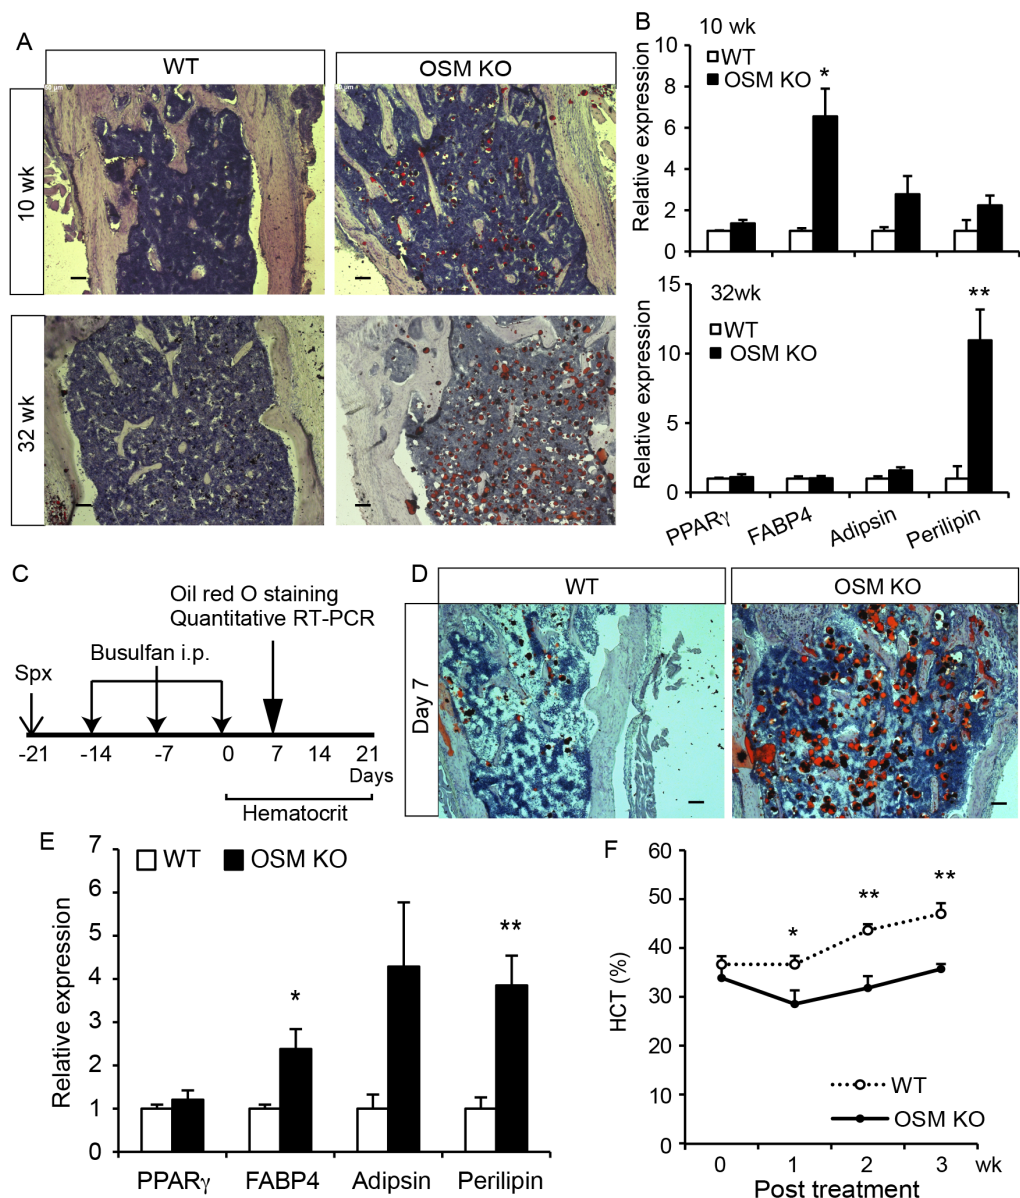 A
WT
OSM KO
10 wk
32 wk
B
10 wk
WT
OSM KO
*
Relative expression
10
8
6
4
2
0
32wk
WT
OSM KO
**
Relative expression
15
10
5
0
PPARγ
FABP4
Adipsin
Perilipin
C
Oil red O staining
Quantitative RT-PCR
Busulfan i.p.
Spx
-21 -14 -7 0 7 14 21
Days
Hematocrit
D
WT
OSM KO
Day 7
E
WT
OSM KO
Relative expression
7
6
5
4
3
2
1
0
*
**
PPARγ FABP4 Adipsin Perilipin
F
HCT (%)
60
50
40
30
20
10
0
*
**
**
WT
OSM KO
0 1 2 3 wk
Post treatment